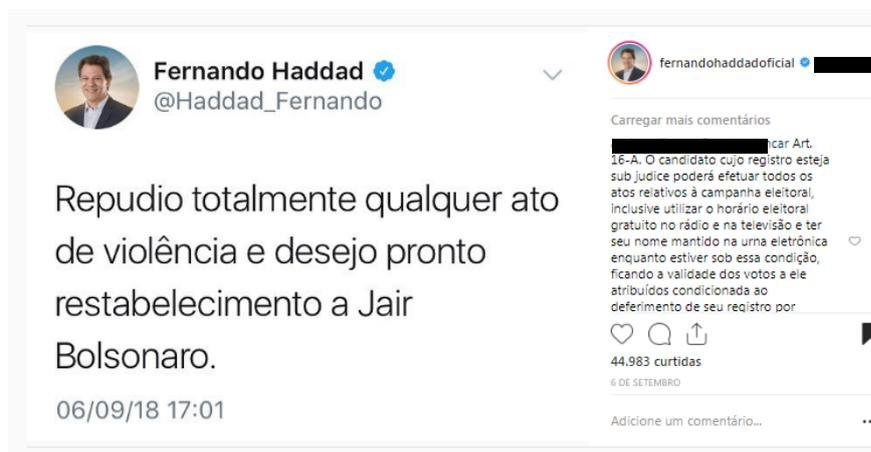 Fernando Haddad
@Haddad_Fernando
Repudio totalmente qualquer ato
de violência e desejo pronto
restabelecimento a Jair
Bolsonaro.
06/09/18 17:01
fernandohaddadoficial
Carregar mais comentários
car Art.
16-A. O candidato cujo registro esteja
sub judice poderá efetuar todos os
atos relativos à campanha eleitoral,
inclusive utilizar o horário eleitoral
gratuito no rádio e na televisão e ter
seu nome mantido na urna eletrônica
enquanto estiver sob essa condição,
ficando a validade dos votos a ele
atribuídos condicionada ao
deferimento de seu registro por
44.983 curtidas
6 DE SETEMBRO
Adicione um comentário...